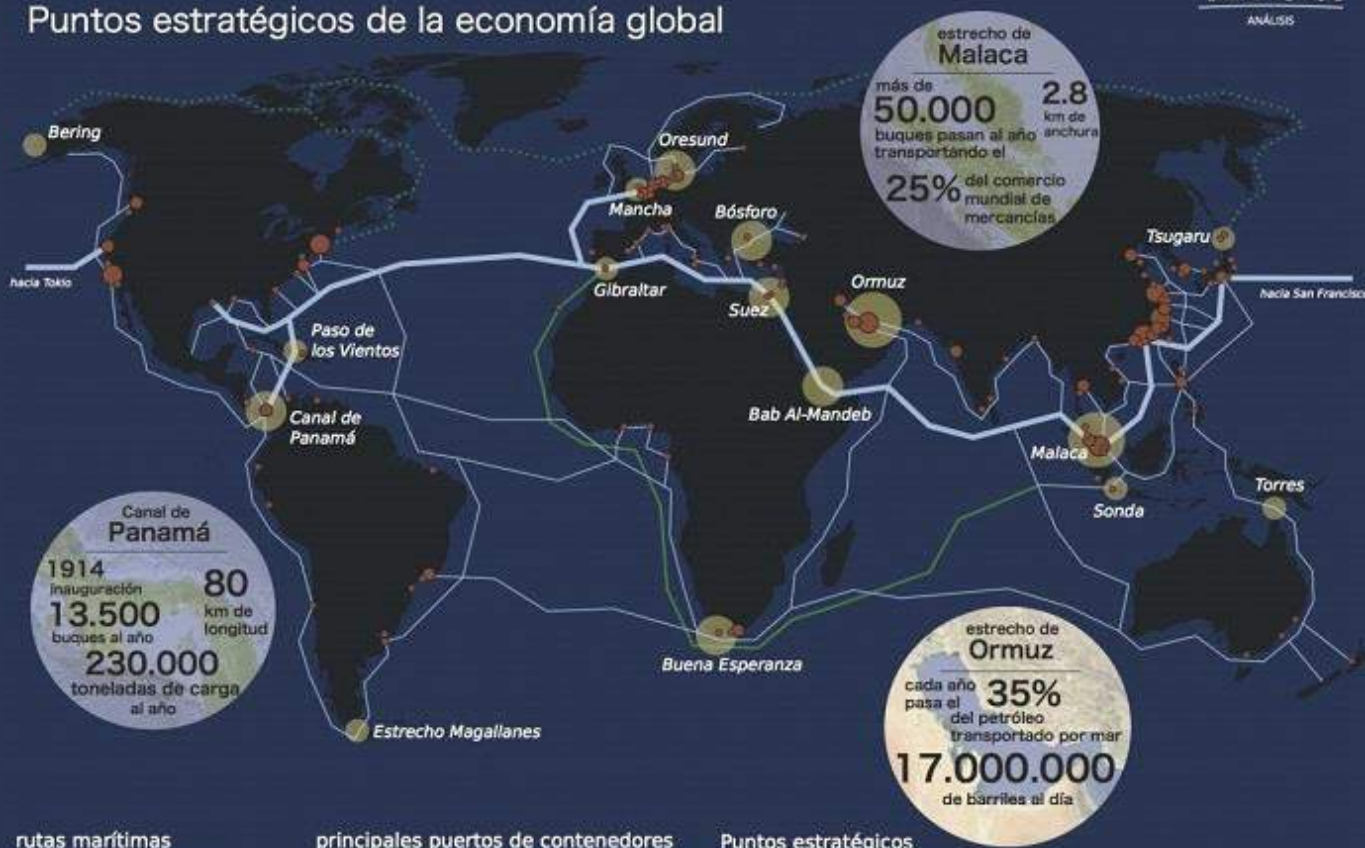 Puntos estratégicos de la economía global
ANÁLISIS
estrecho de
Malaca
más de
50.000
buques pasan al año
transportando el
2.8
km de
anchura
25%
del comercio
mundial de
mercancías
Bering
Oresund
Mancha
Bósforo
Tsugaru
hacia Tokio
hacia San Francisco
Gibraltar
Suez
Ormuz
Paso de
los Vientos
Bab Al-Mandeb
Canal de
Panamá
Malaca
Sonda
Torres
Canal de
Panamá
1914
inauguración
13.500
buques al año
80
km de
longitud
230.000
toneladas de carga
al año
Buena Esperanza
Estrecho Magallanes
estrecho de
Ormuz
cada año
pasa el
35%
del petróleo
transportado por mar
17.000.000
de barriles al día
rutas marítimas
principales puertos de contenedores
Puntos estratégicos